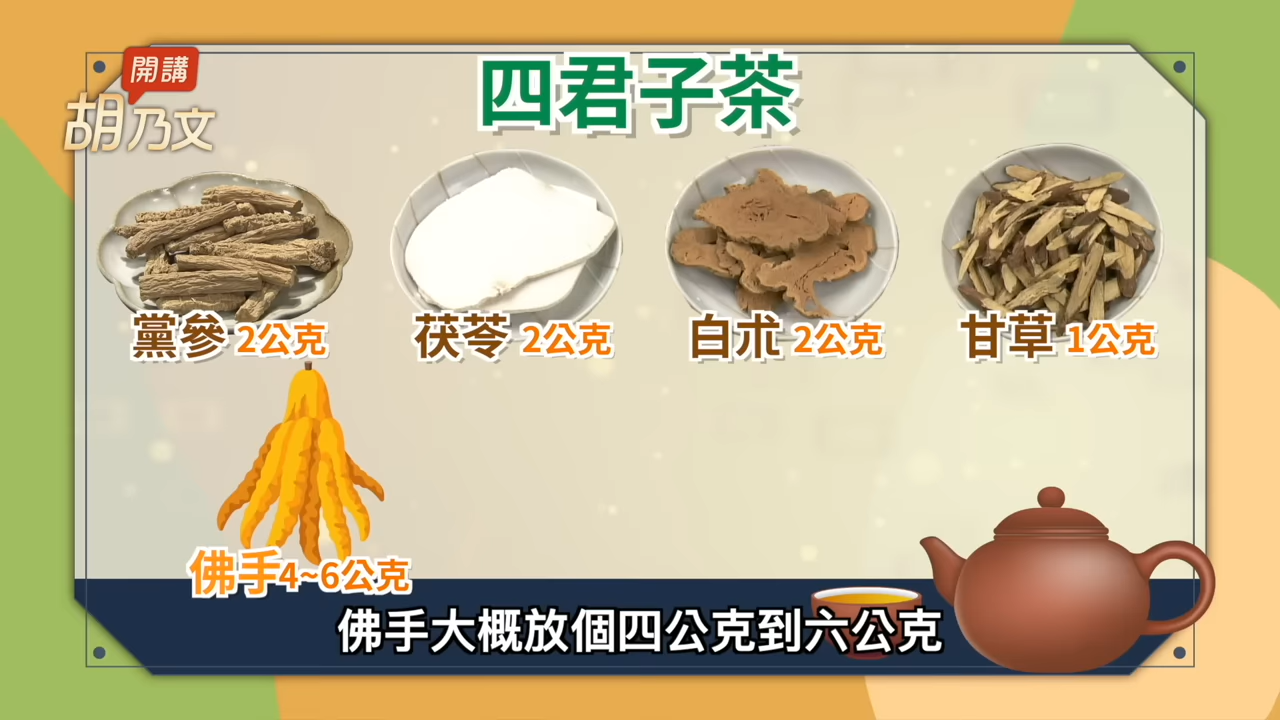 開講
胡乃文
四君子茶
黨參 2公克
茯苓 2公克
白朮 2公克
甘草 1公克
佛手4~6公克
佛手大概放個四公克到六公克